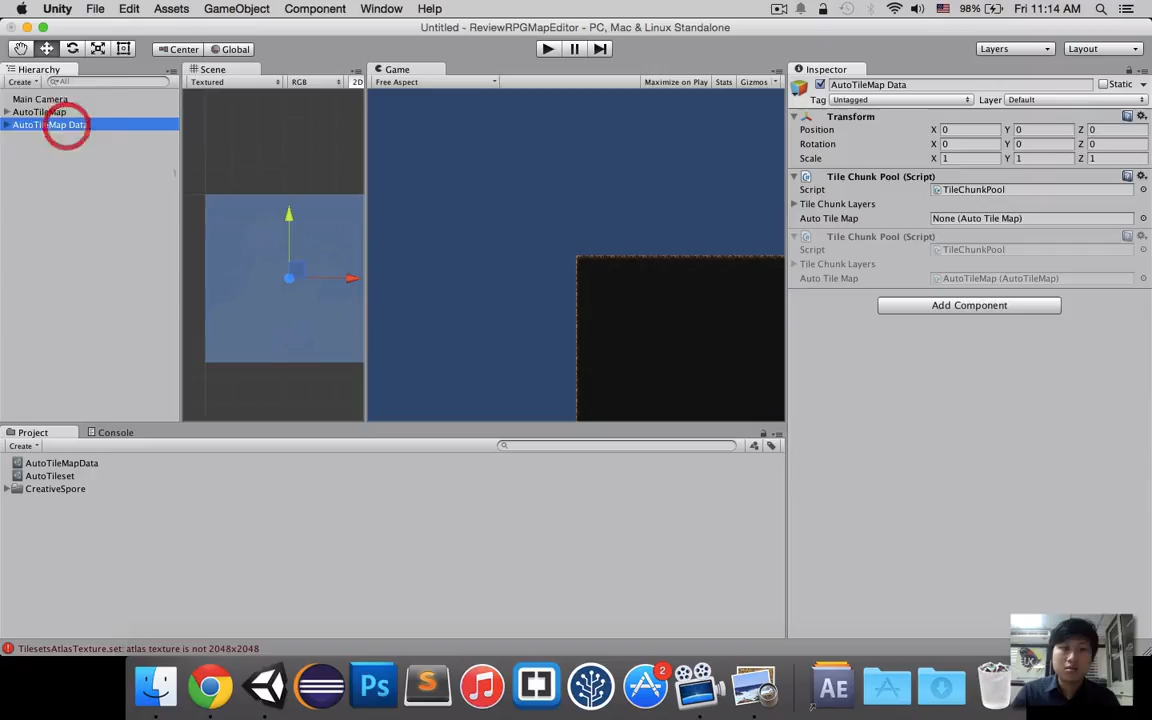 Unity File Edit Assets GameObject Component Window Help
98% Fri 11:14 AM
Untitled - ReviewRPGMapEditor - PC, Mac & Linux Standalone
Center Global
Layers Layout
Hierarchy
Create All
Main Camera
AutoTileMap
AutoTileMap Data
Scene
Textured RGB 2D
Game
Free Aspect Maximize on Play Stats Gizmos
Inspector
AutoTileMap Data Static
Tag Untagged Layer Default
Transform
Position X 0 Y 0 Z 0
Rotation X 0 Y 0 Z 0
Scale X 1 Y 1 Z 1
Tile Chunk Pool (Script)
Script TileChunkPool
Tile Chunk Layers
Auto Tile Map None (Auto Tile Map)
Tile Chunk Pool (Script)
Script TileChunkPool
Tile Chunk Layers
Auto Tile Map AutoTileMap (AutoTileMap)
Add Component
Project Console
Create
AutoTileMapData
AutoTileset
CreativeSpore
TilesetsAtlasTexture.set: atlas texture is not 2048x2048
Ps
S
2
AE